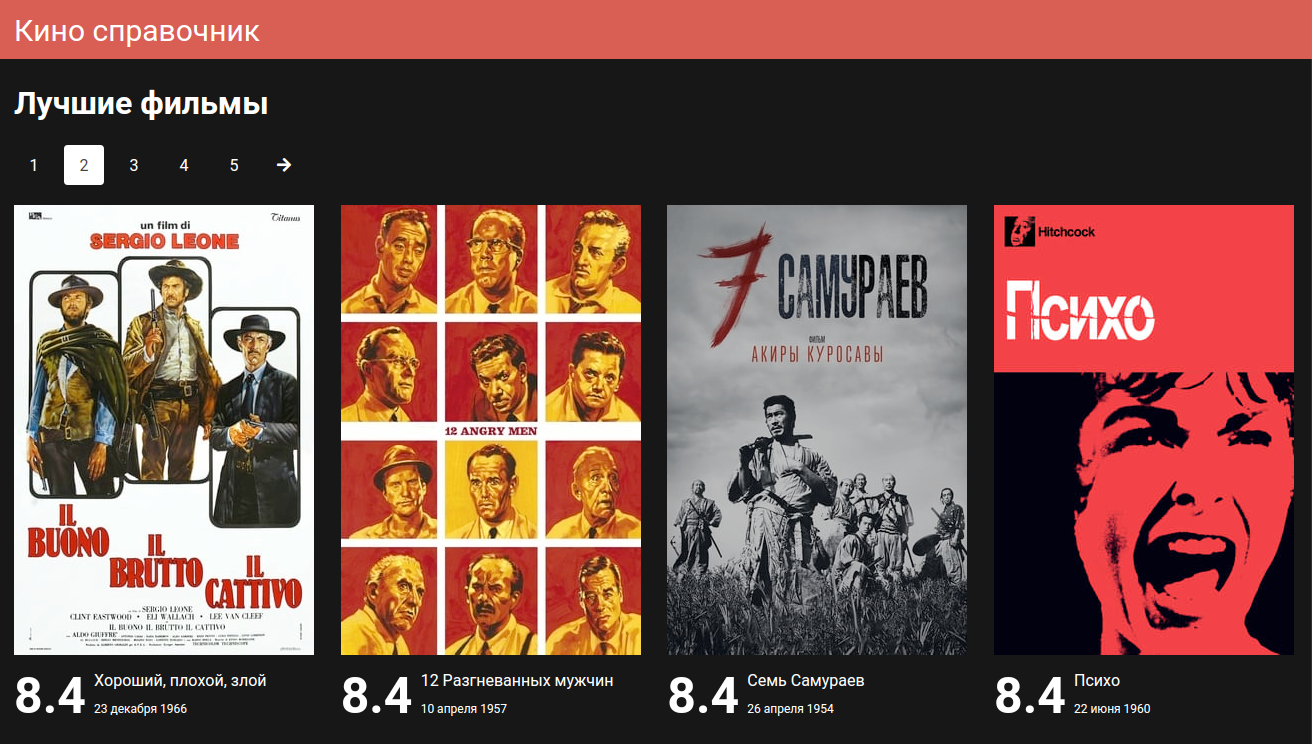 Кино справочник
Лучшие фильмы
1 2 3 4 5
Titanus
un film di
SERGIO LEONE
IL BUONO
IL BRUTTO
IL CATTIVO
SERGIO LEONE
CLINT EASTWOOD • ELI WALLACH • LEE VAN CLEEF
IL BUONO IL BRUTTO IL CATTIVO
ALDO GIUFFRÈ
12 ANGRY MEN
7 САМУРАЕВ
ФИЛЬМ
АКИРЫ КУРОСАВЫ
Hitchcock
Психо
8.4 Хороший, плохой, злой
23 декабря 1966
8.4 12 Разгневанных мужчин
10 апреля 1957
8.4 Семь Самураев
26 апреля 1954
8.4 Психо
22 июня 1960